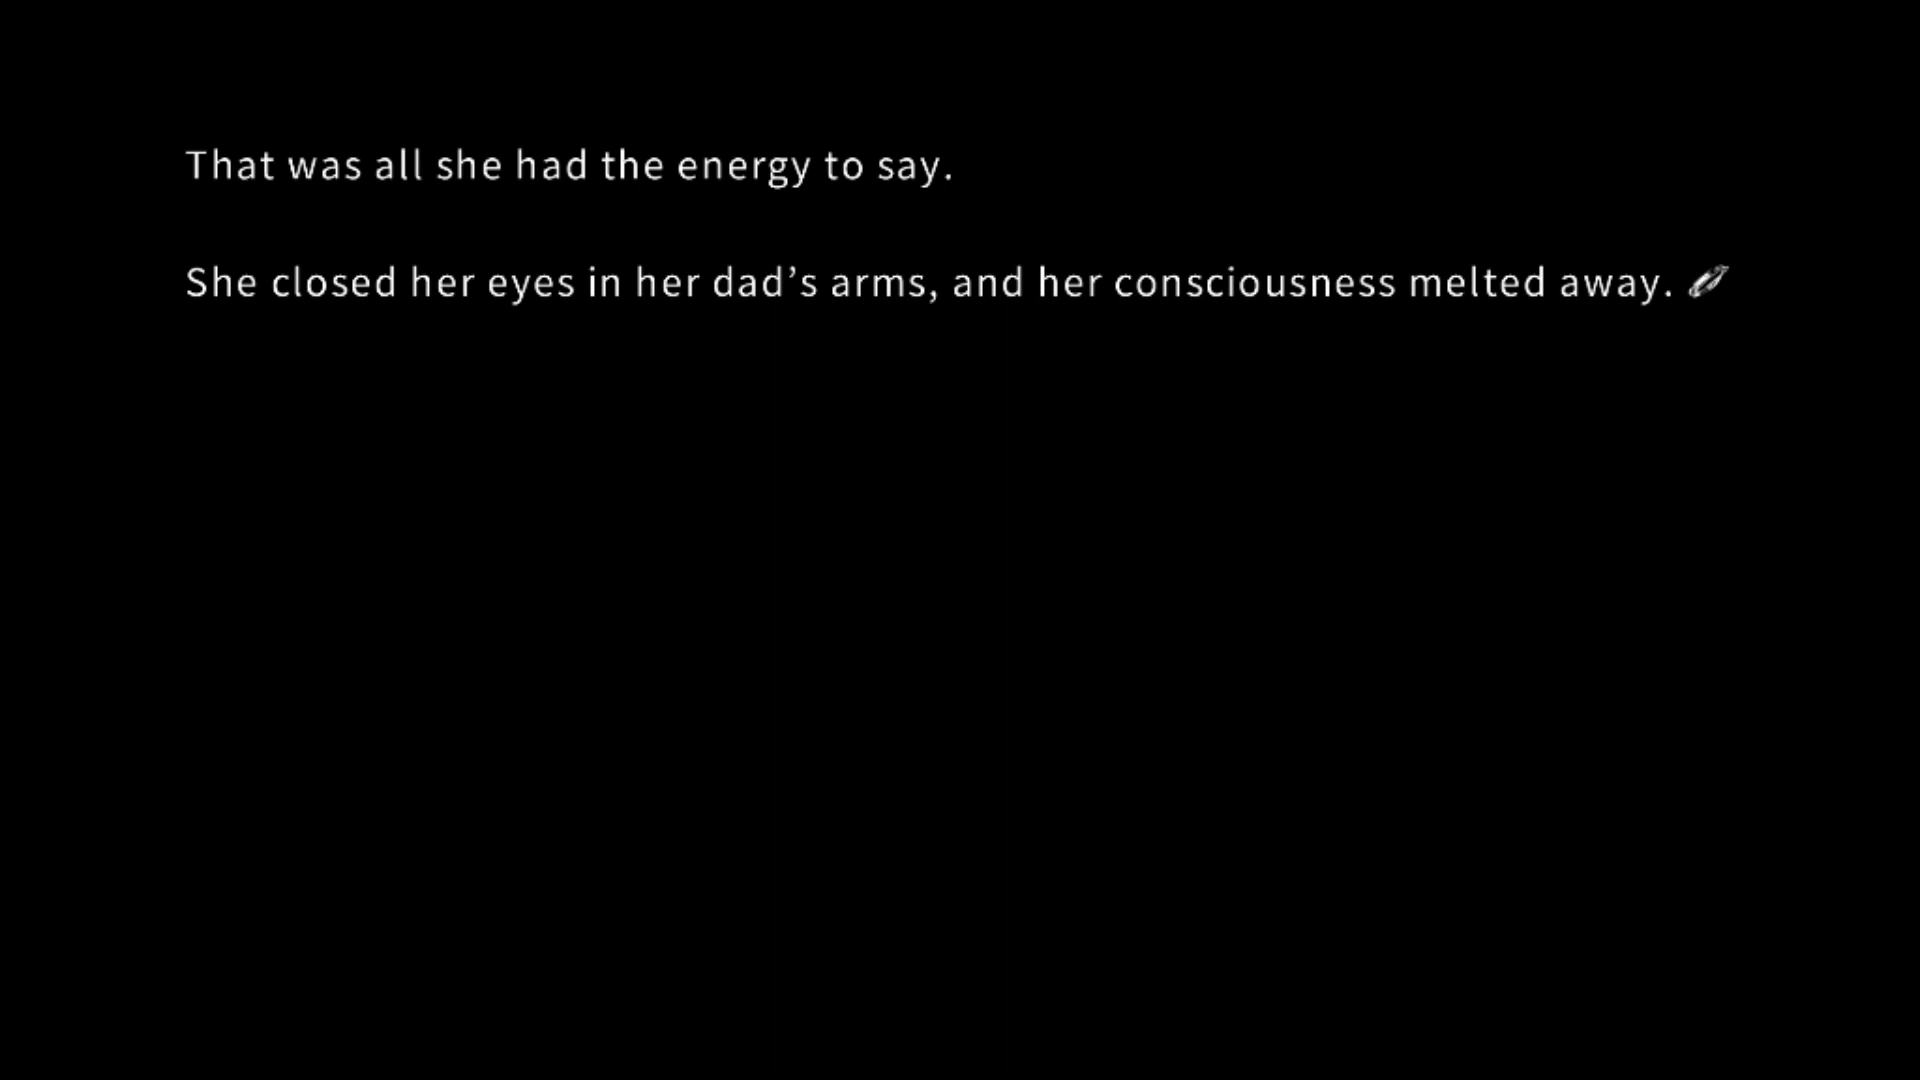 That was all she had the energy to say.
She closed her eyes in her dad’s arms, and her consciousness melted away.